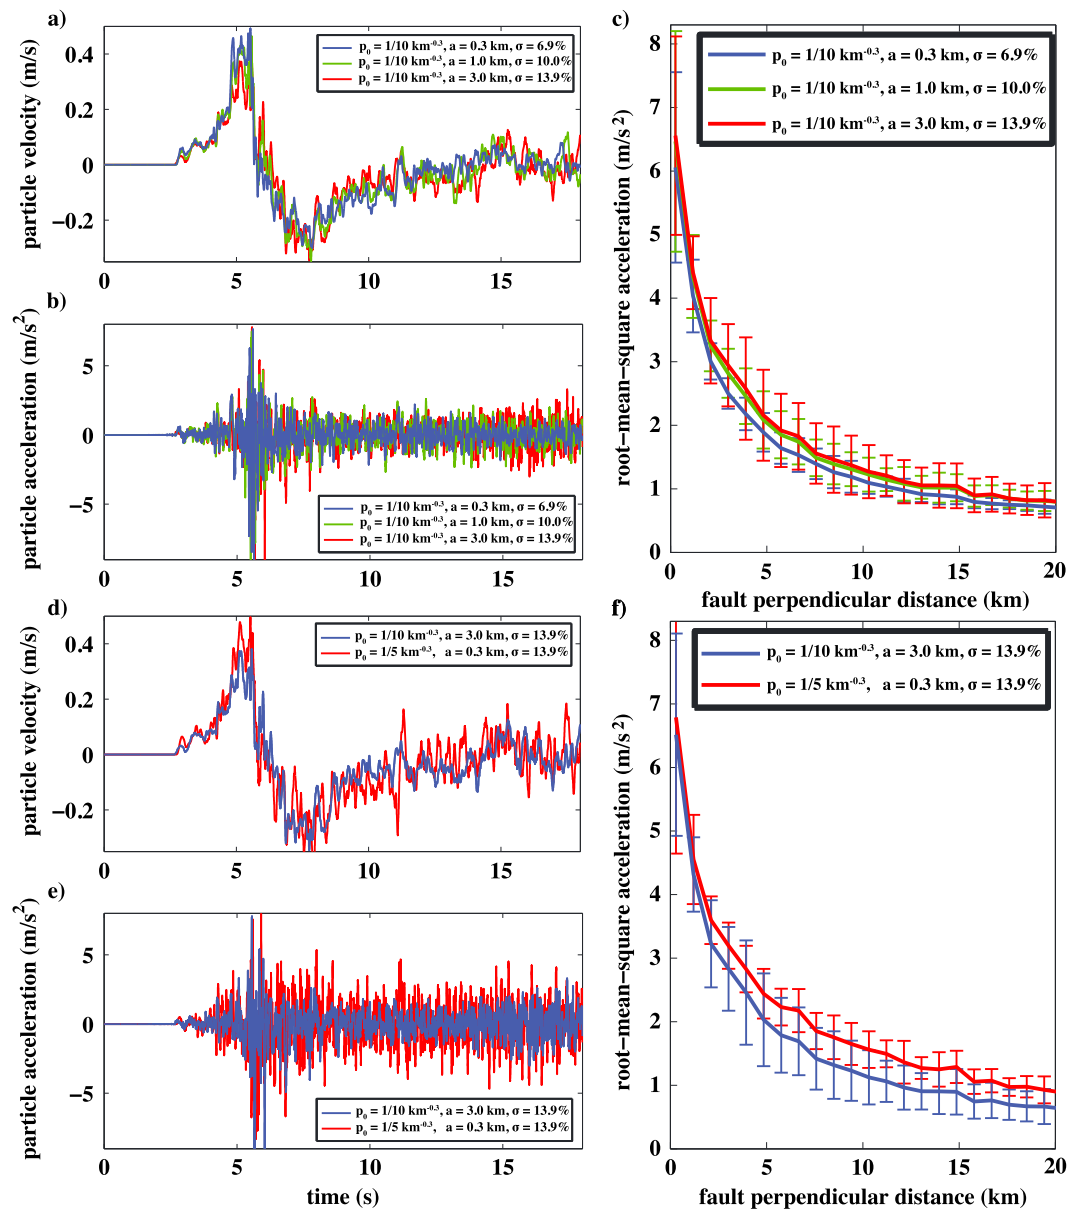 a)
particle velocity (m/s)
0.4
0.2
0
−0.2
p0 = 1/10 km-0.3, a = 0.3 km, σ = 6.9%
p0 = 1/10 km-0.3, a = 1.0 km, σ = 10.0%
p0 = 1/10 km-0.3, a = 3.0 km, σ = 13.9%
0 5 10 15
b)
particle acceleration (m/s2)
5
0
−5
p0 = 1/10 km-0.3, a = 0.3 km, σ = 6.9%
p0 = 1/10 km-0.3, a = 1.0 km, σ = 10.0%
p0 = 1/10 km-0.3, a = 3.0 km, σ = 13.9%
0 5 10 15
c)
root−mean−square acceleration (m/s2)
8
7
6
5
4
3
2
1
0
p0 = 1/10 km-0.3, a = 0.3 km, σ = 6.9%
p0 = 1/10 km-0.3, a = 1.0 km, σ = 10.0%
p0 = 1/10 km-0.3, a = 3.0 km, σ = 13.9%
0 5 10 15 20
fault perpendicular distance (km)
d)
particle velocity (m/s)
0.4
0.2
0
−0.2
p0 = 1/10 km-0.3, a = 3.0 km, σ = 13.9%
p0 = 1/5 km-0.3, a = 0.3 km, σ = 13.9%
0 5 10 15
e)
particle acceleration (m/s2)
5
0
−5
p0 = 1/10 km-0.3, a = 3.0 km, σ = 13.9%
p0 = 1/5 km-0.3, a = 0.3 km, σ = 13.9%
0 5 10 15
time (s)
f)
root−mean−square acceleration (m/s2)
8
7
6
5
4
3
2
1
0
p0 = 1/10 km-0.3, a = 3.0 km, σ = 13.9%
p0 = 1/5 km-0.3, a = 0.3 km, σ = 13.9%
0 5 10 15 20
fault perpendicular distance (km)